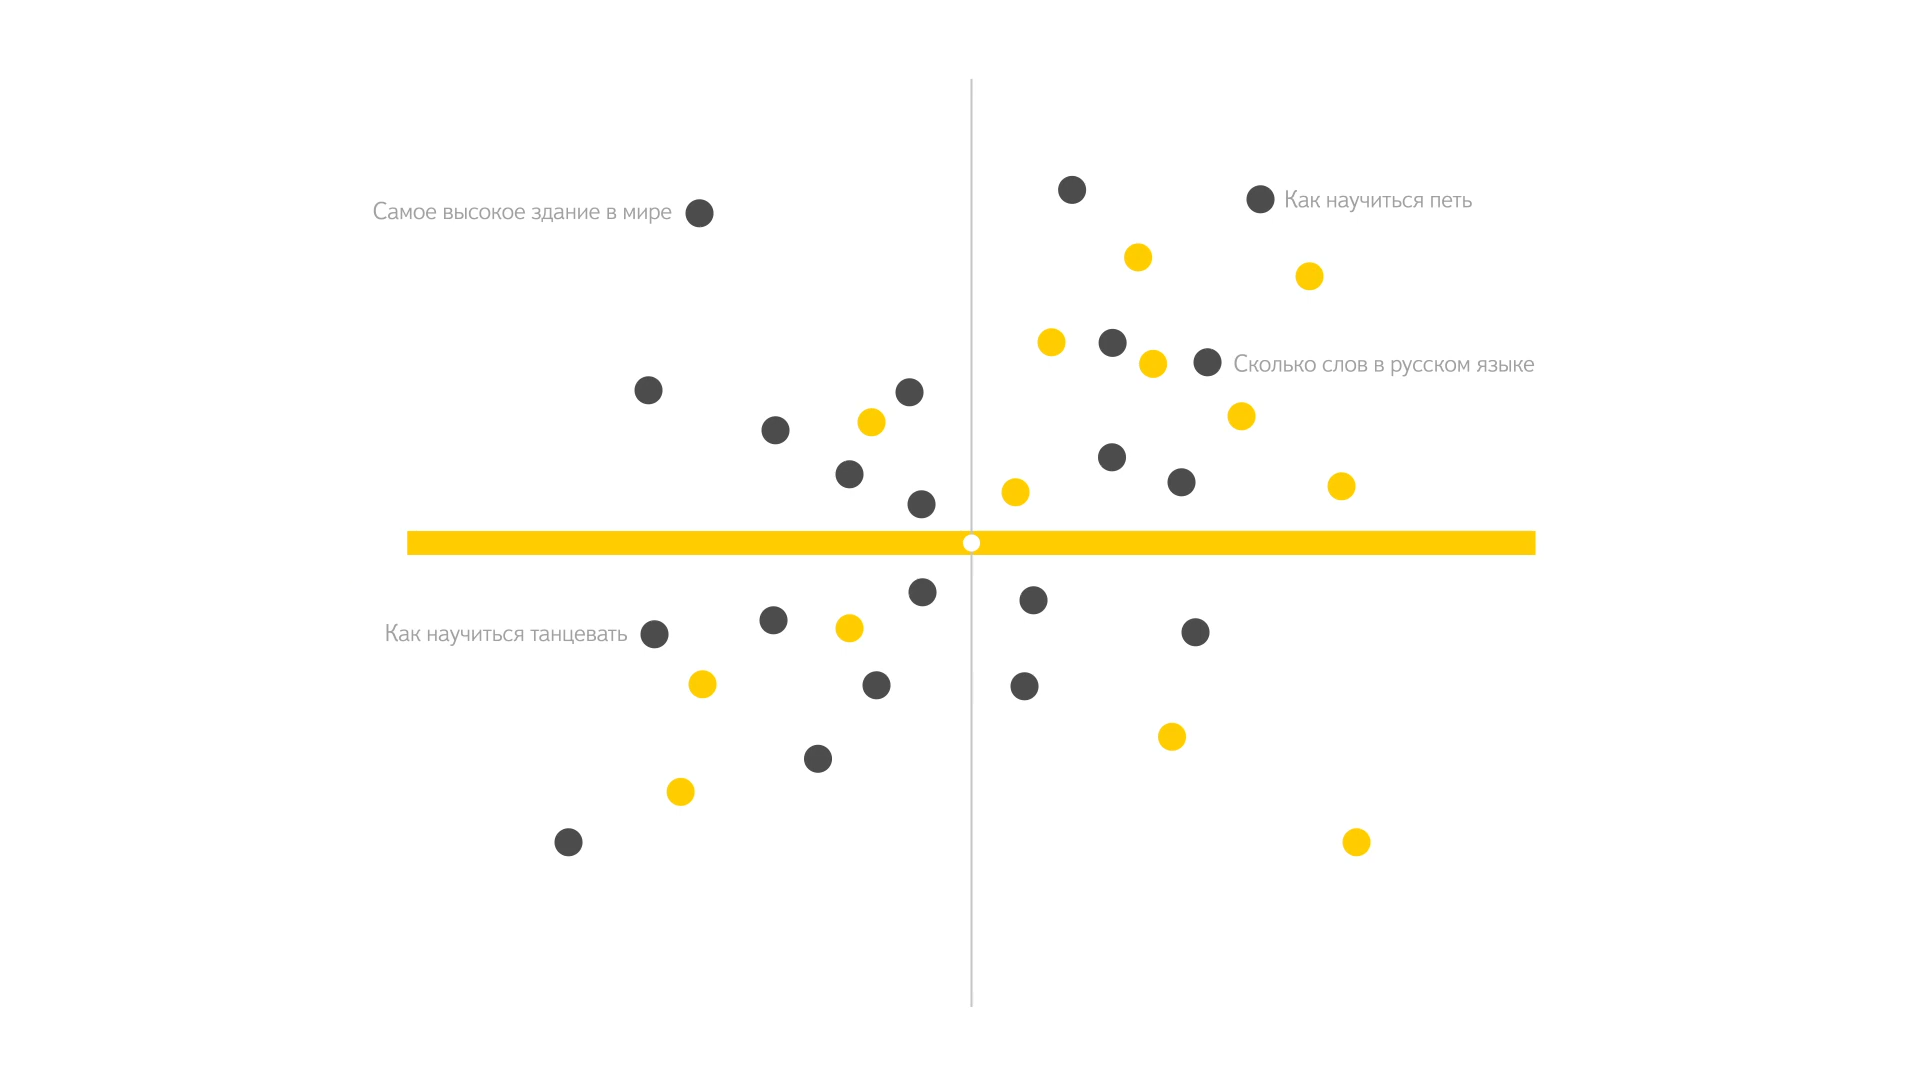 Как научиться петь
Самое высокое здание в мире
Сколько слов в русском языке
Как научиться танцевать